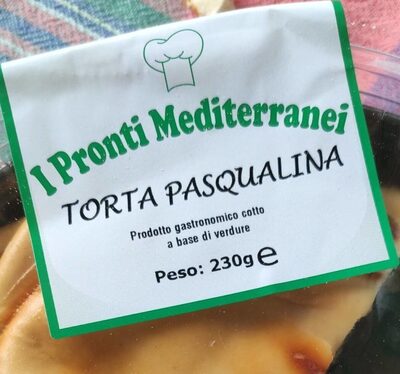 I Pronti Mediterranei
TORTA PASQUALINA
Prodotto gastronomico cotto
a base di verdure
Peso: 230g ℮